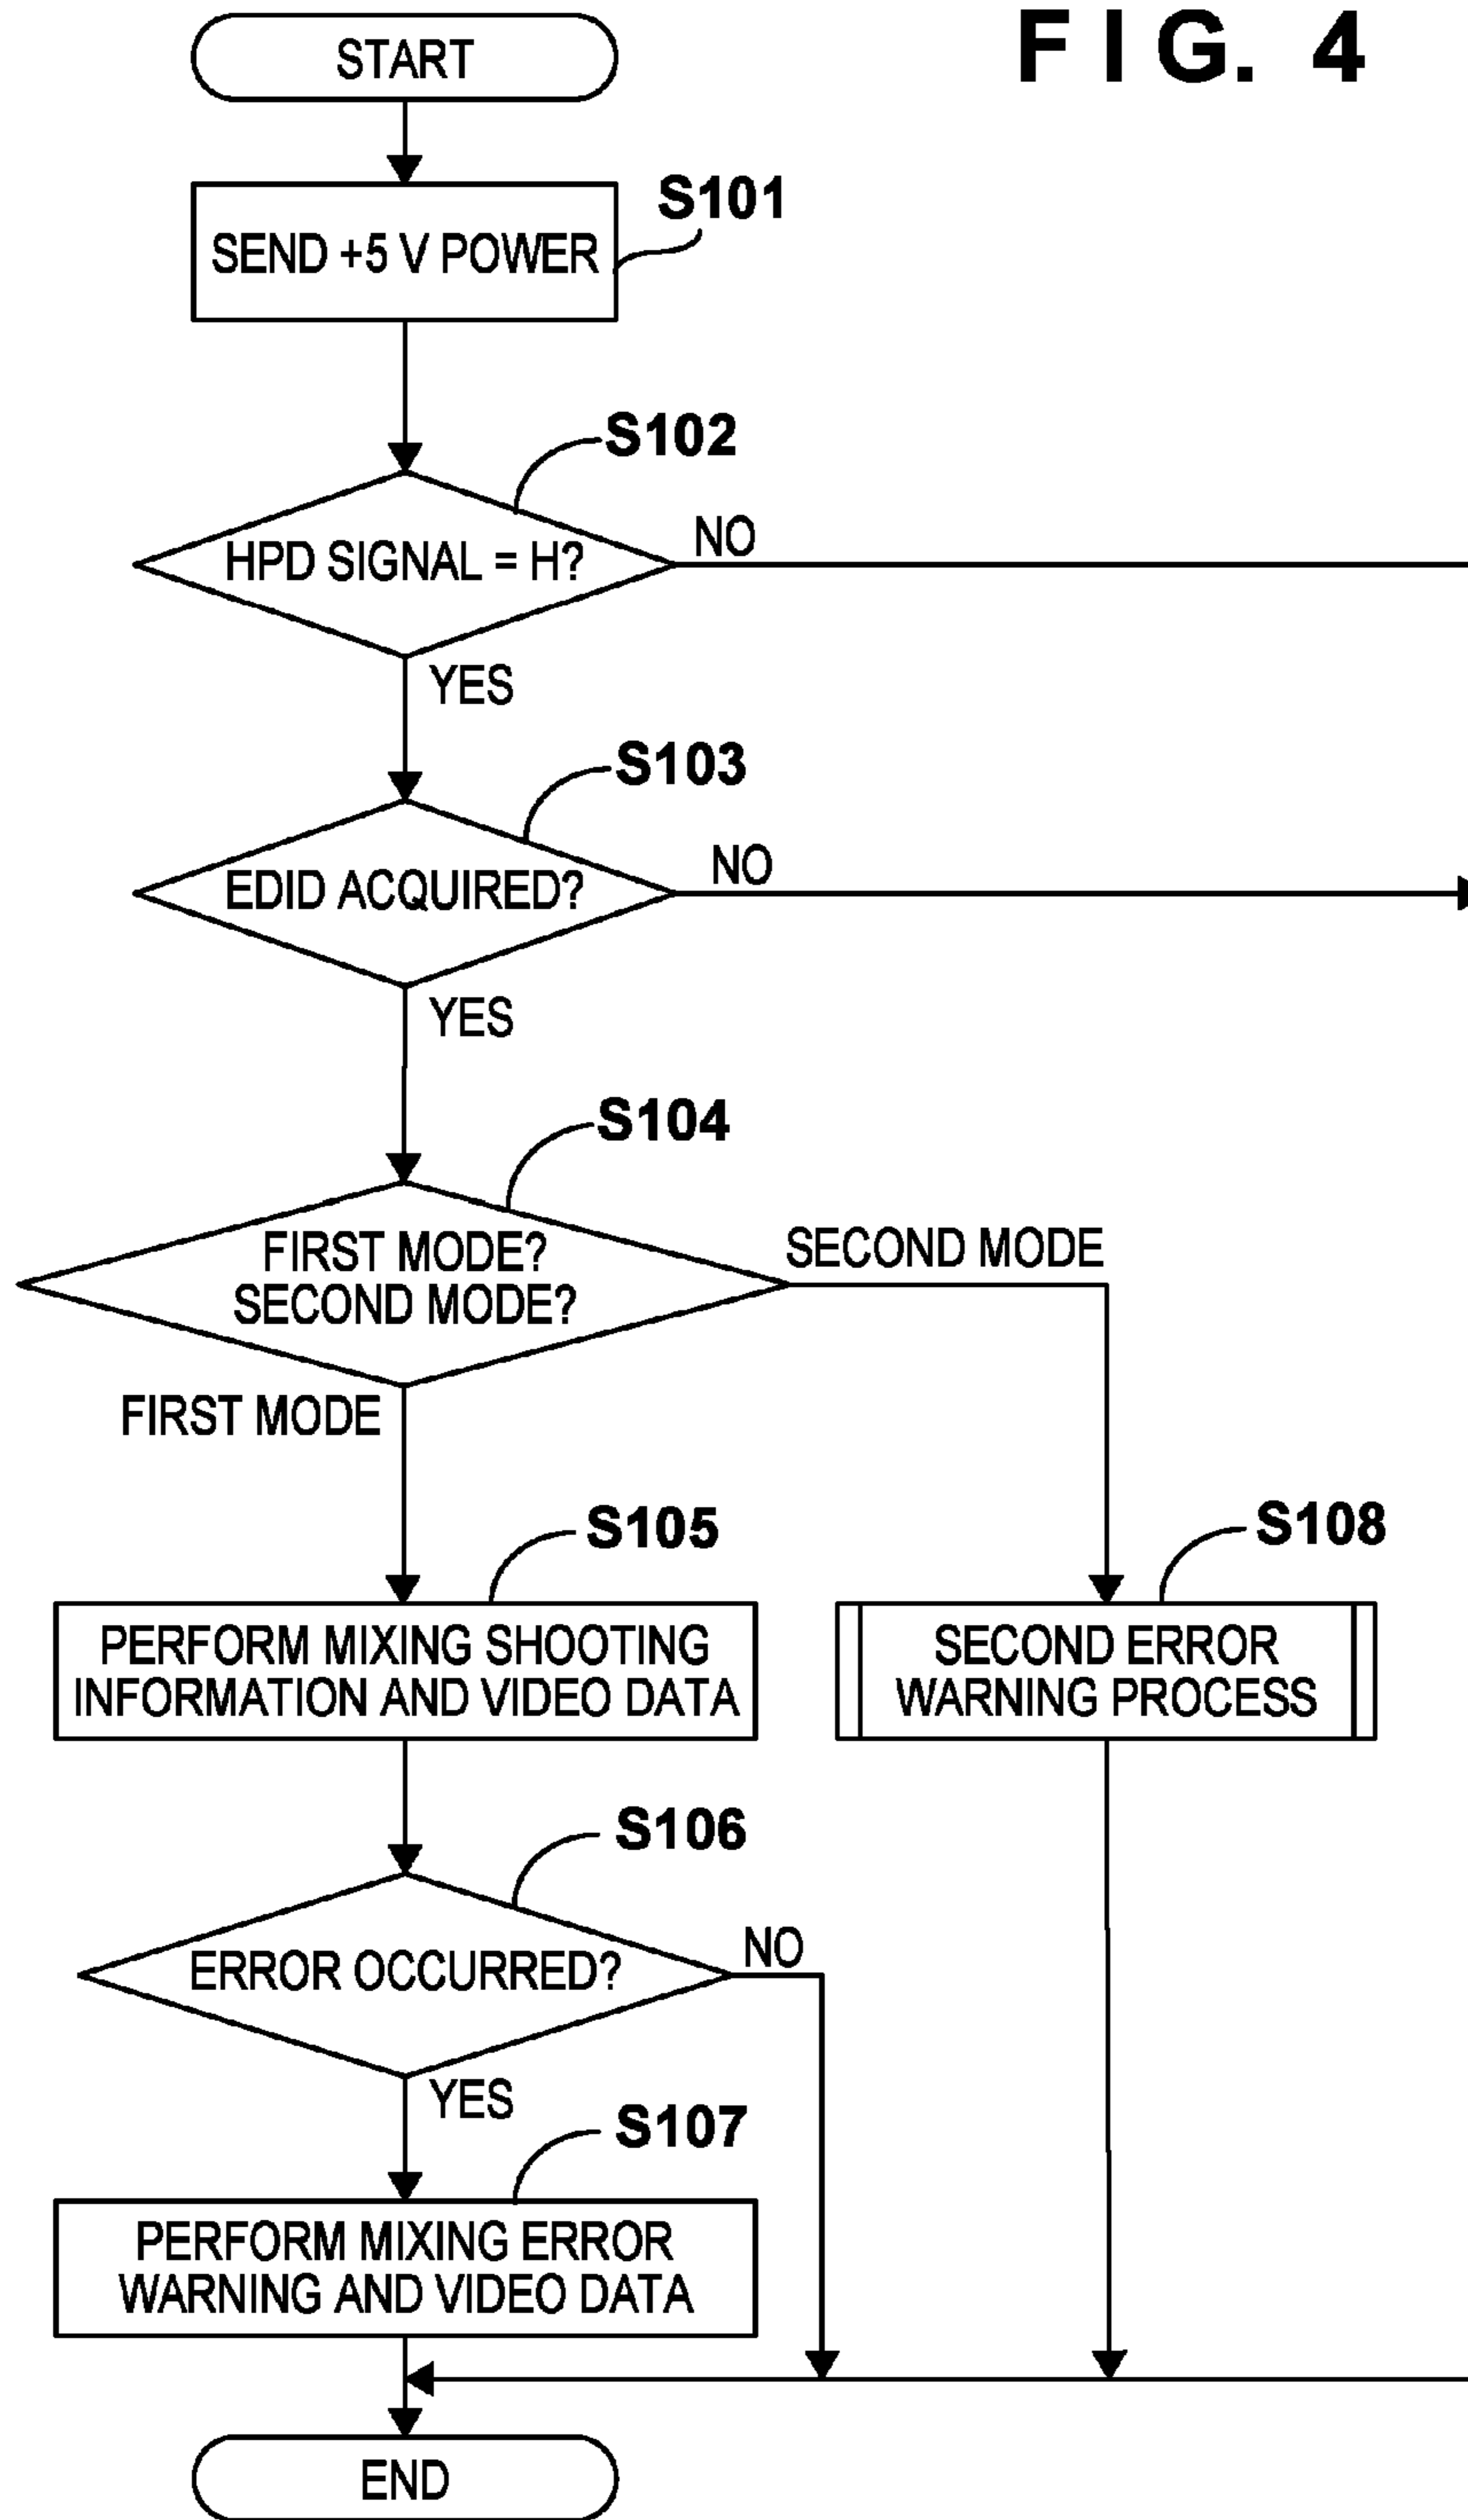 FIG. 4
START
S101
SEND +5 V POWER
S102
HPD SIGNAL = H?
NO
YES
S103
EDID ACQUIRED?
NO
YES
S104
FIRST MODE?
SECOND MODE?
SECOND MODE
FIRST MODE
S105
PERFORM MIXING SHOOTING
INFORMATION AND VIDEO DATA
S108
SECOND ERROR
WARNING PROCESS
S106
ERROR OCCURRED?
NO
YES
S107
PERFORM MIXING ERROR
WARNING AND VIDEO DATA
END